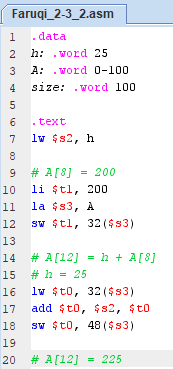 Faruqi_2-3_2.asm
1 .data
2 h: .word 25
3 A: .word 0-100
4 size: .word 100
5
6 .text
7 lw $s2, h
8
9 # A[8] = 200
10 li $t1, 200
11 la $s3, A
12 sw $t1, 32($s3)
13
14 # A[12] = h + A[8]
15 # h = 25
16 lw $t0, 32($s3)
17 add $t0, $s2, $t0
18 sw $t0, 48($s3)
19
20 # A[12] = 225